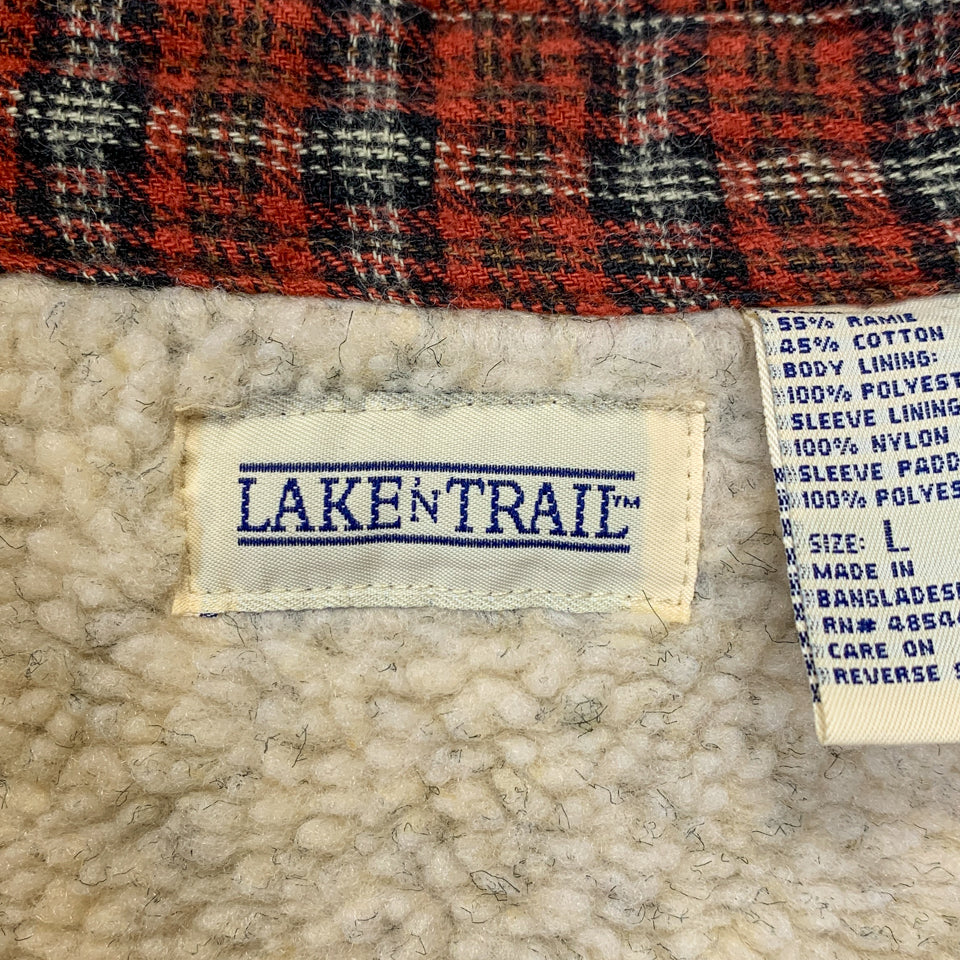 LAKE 'N TRAIL™
55% RAMIE
45% COTTON
BODY LINING:
100% POLYEST
SLEEVE LINING
100% NYLON
SLEEVE PADD
100% POLYES
SIZE: L
MADE IN
BANGLADESH
RN# 4854
CARE ON
REVERSE S